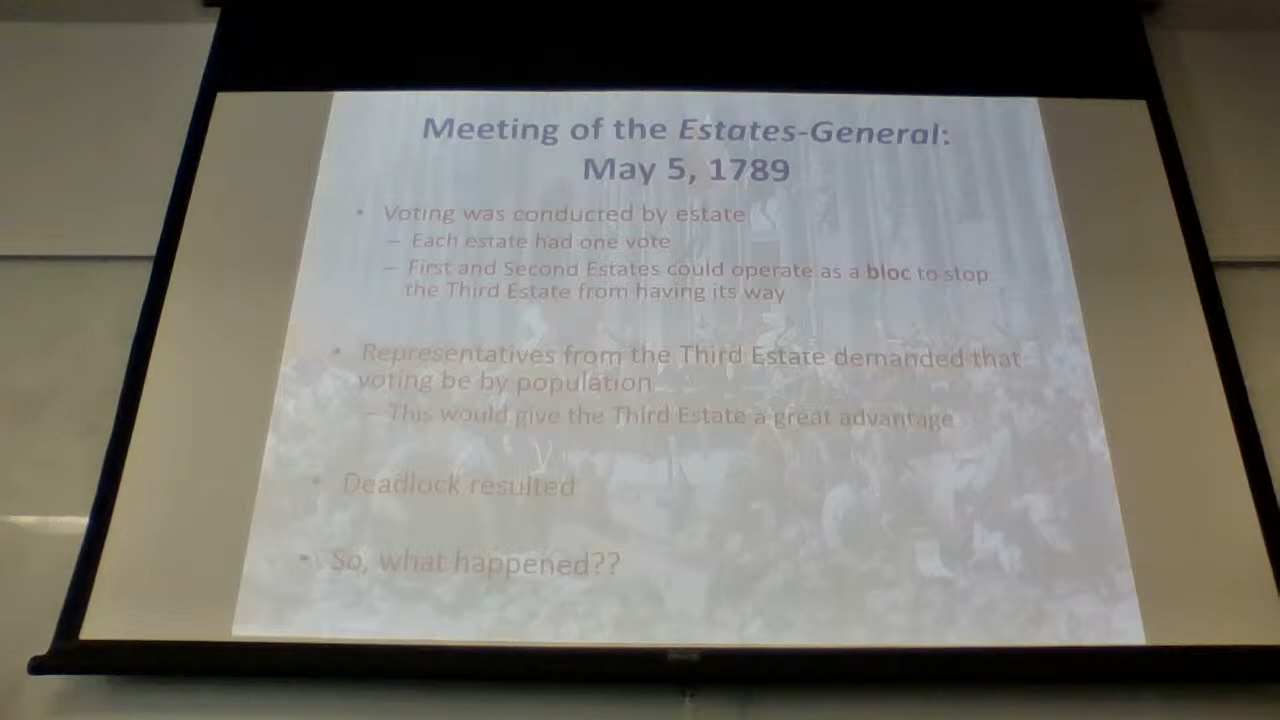 Meeting of the Estates-General:
May 5, 1789
• Voting was conducted by estate
– Each estate had one vote
– First and Second Estates could operate as a bloc to stop
the Third Estate from having its way
• Representatives from the Third Estate demanded that
voting be by population
– This would give the Third Estate a great advantage
• Deadlock resulted
• So, what happened??